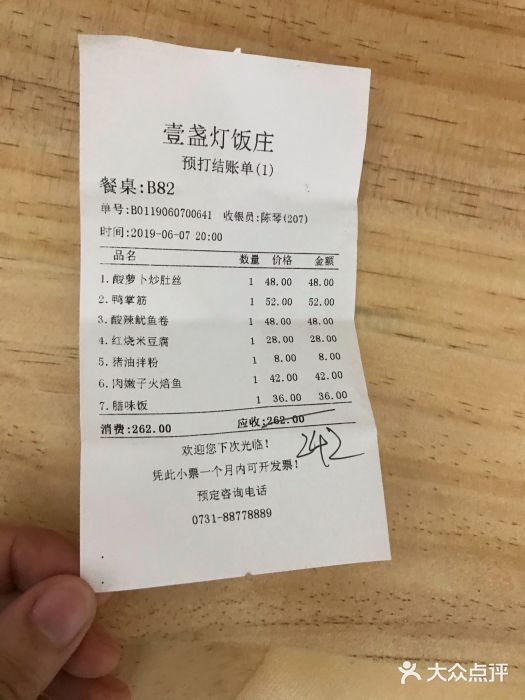 壹盏灯饭庄
预打结账单(1)
餐桌:B82
单号:B0119060700641 收银员:陈琴(207)
时间:2019-06-07 20:00
品名 数量 价格 金额
1.酸萝卜炒肚丝 1 48.00 48.00
2.鸭掌筋 1 52.00 52.00
3.酸辣鱿鱼卷 1 48.00 48.00
4.红烧米豆腐 1 28.00 28.00
5.猪油拌粉 1 8.00 8.00
6.肉嫩子火焙鱼 1 42.00 42.00
7.腊味饭 1 36.00 36.00
消费:262.00 应收:262.00
242
欢迎您下次光临!
凭此小票一个月内可开发票!
预定咨询电话
0731-88778889
大众点评